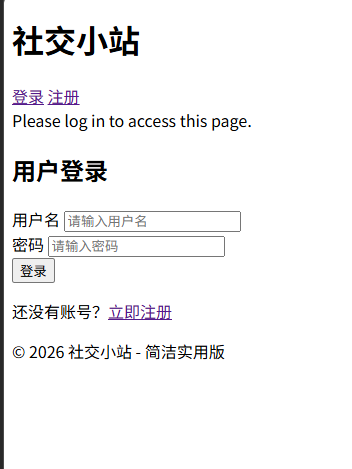 社交小站
登录 注册
Please log in to access this page.
用户登录
用户名 请输入用户名
密码 请输入密码
登录
还没有账号？立即注册
© 2026 社交小站 - 简洁实用版